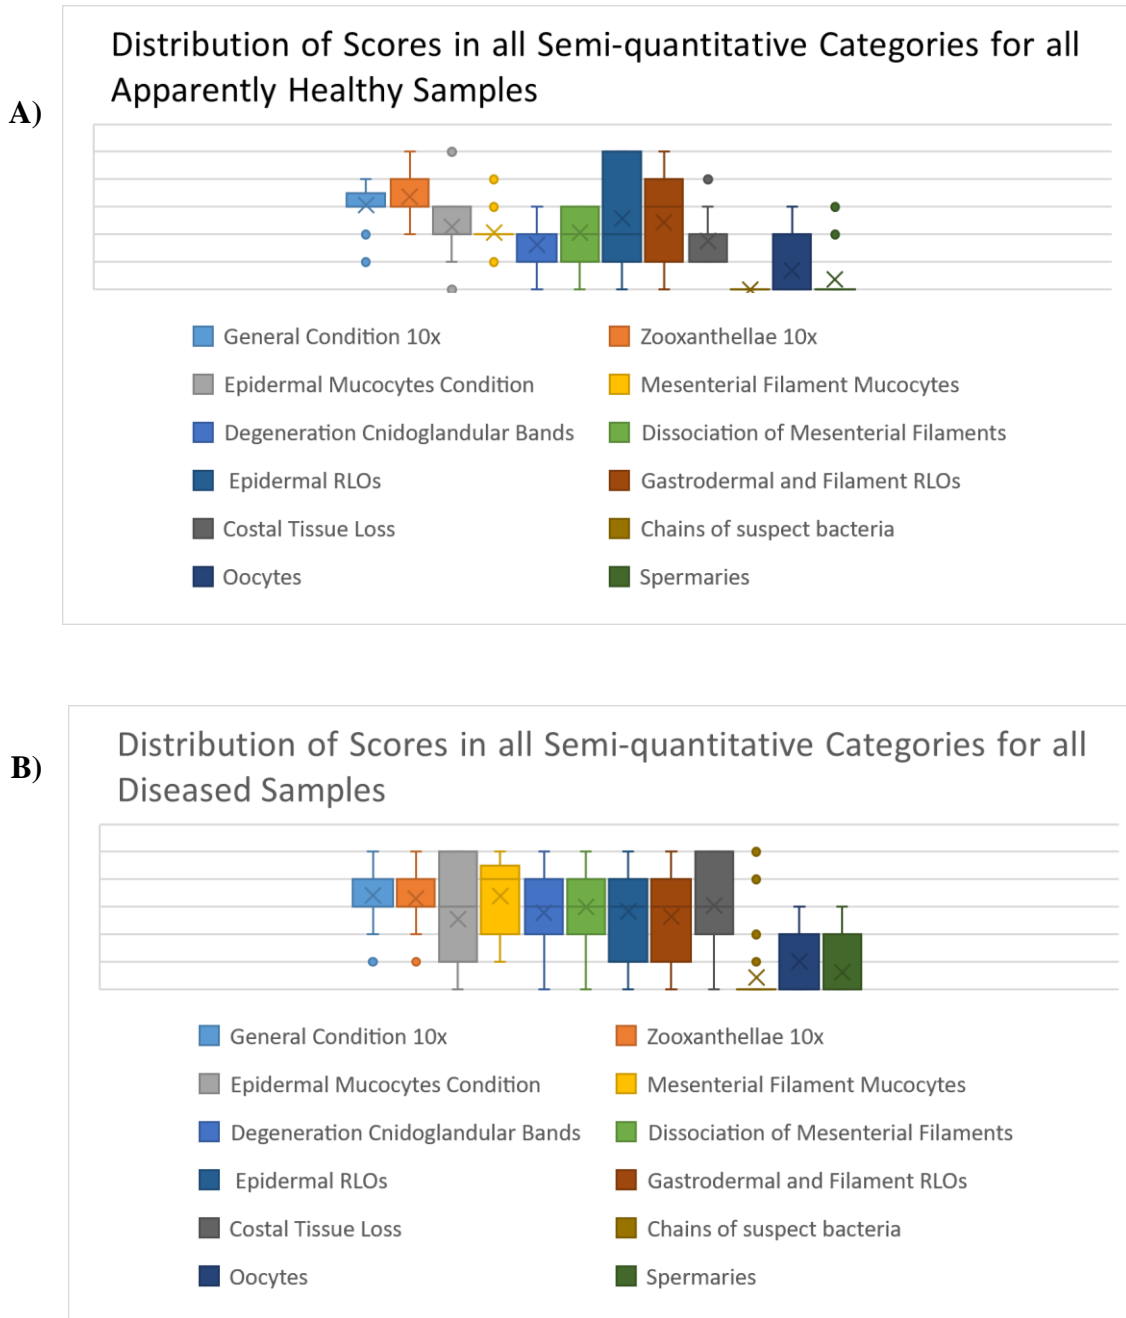 A)
Distribution of Scores in all Semi-quantitative Categories for all
Apparently Healthy Samples
General Condition 10x
Zooxanthellae 10x
Epidermal Mucocytes Condition
Mesenterial Filament Mucocytes
Degeneration Cnidoglandular Bands
Dissociation of Mesenterial Filaments
Epidermal RLOs
Gastrodermal and Filament RLOs
Costal Tissue Loss
Chains of suspect bacteria
Oocytes
Spermaries
B)
Distribution of Scores in all Semi-quantitative Categories for all
Diseased Samples
General Condition 10x
Zooxanthellae 10x
Epidermal Mucocytes Condition
Mesenterial Filament Mucocytes
Degeneration Cnidoglandular Bands
Dissociation of Mesenterial Filaments
Epidermal RLOs
Gastrodermal and Filament RLOs
Costal Tissue Loss
Chains of suspect bacteria
Oocytes
Spermaries